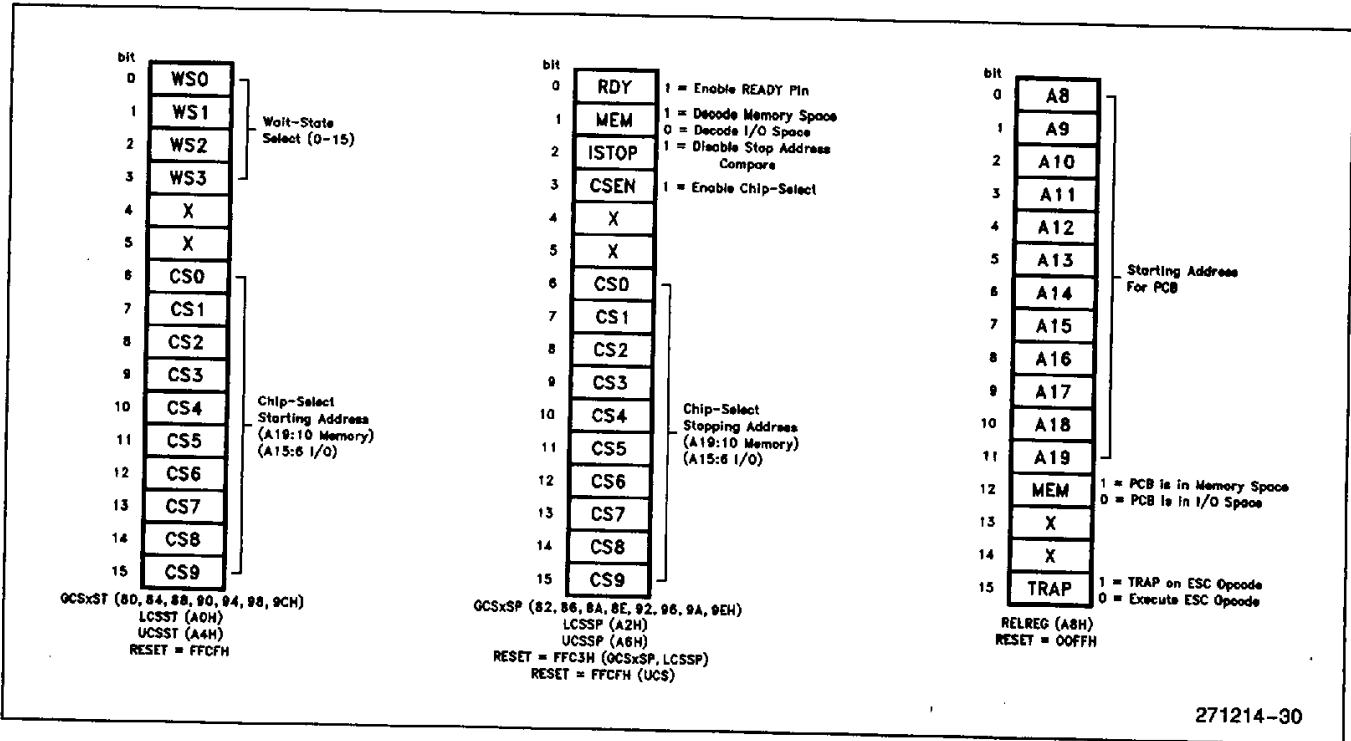 bit
0 WS0
1 WS1
2 WS2
3 WS3
4 X
5 X
6 CS0
7 CS1
8 CS2
9 CS3
10 CS4
11 CS5
12 CS6
13 CS7
14 CS8
15 CS9
Wait-State
Select (0-15)
Chip-Select
Starting Address
(A19:10 Memory)
(A15:6 I/O)
GCSxST (80, 84, 88, 90, 94, 98, 9CH)
LCSST (A0H)
UCSST (A4H)
RESET = FFCFH
bit
0 RDY 1 = Enable READY Pin
1 MEM 1 = Decode Memory Space
0 = Decode I/O Space
2 ISTOP 1 = Disable Stop Address
Compare
3 CSEN 1 = Enable Chip-Select
4 X
5 X
6 CS0
7 CS1
8 CS2
9 CS3
10 CS4
11 CS5
12 CS6
13 CS7
14 CS8
15 CS9
Chip-Select
Stopping Address
(A19:10 Memory)
(A15:6 I/O)
GCSxSP (82, 86, 8A, 8E, 92, 96, 9A, 9EH)
LCSSP (A2H)
UCSSP (A6H)
RESET = FFC3H (GCSxSP, LCSSP)
RESET = FFCFH (UCS)
bit
0 A8
1 A9
2 A10
3 A11
4 A12
5 A13
6 A14
7 A15
8 A16
9 A17
10 A18
11 A19
12 MEM 1 = PCB is in Memory Space
0 = PCB is in I/O Space
13 X
14 X
15 TRAP 1 = TRAP on ESC Opcode
0 = Execute ESC Opcode
Starting Address
For PCB
RELREG (A8H)
RESET = 00FFH
271214-30